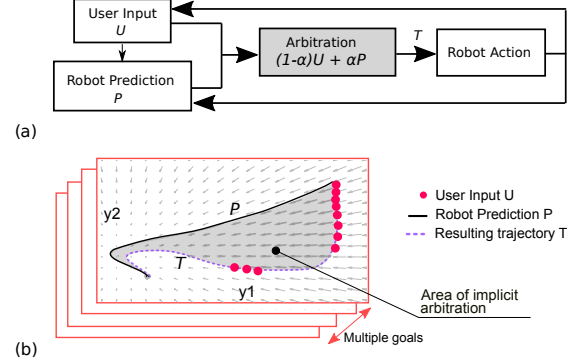 User Input
U
Robot Prediction
P
Arbitration
(1-α)U + αP
T
Robot Action
(a)
y2
P
T
y1
User Input U
Robot Prediction P
Resulting trajectory T
Area of implicit
arbitration
Multiple goals
(b)